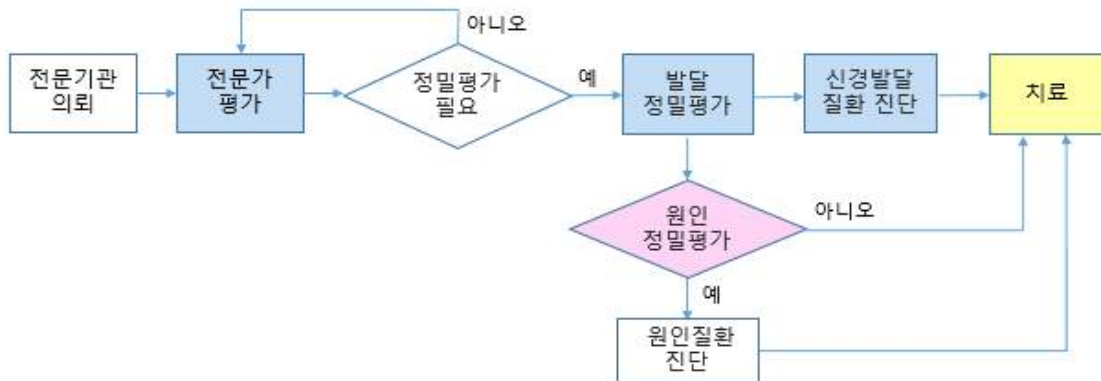 아니오
전문기관
의뢰
전문가
평가
정밀평가
필요
예
발달
정밀평가
신경발달
질환 진단
치료
원인
정밀평가
아니오
예
원인질환
진단